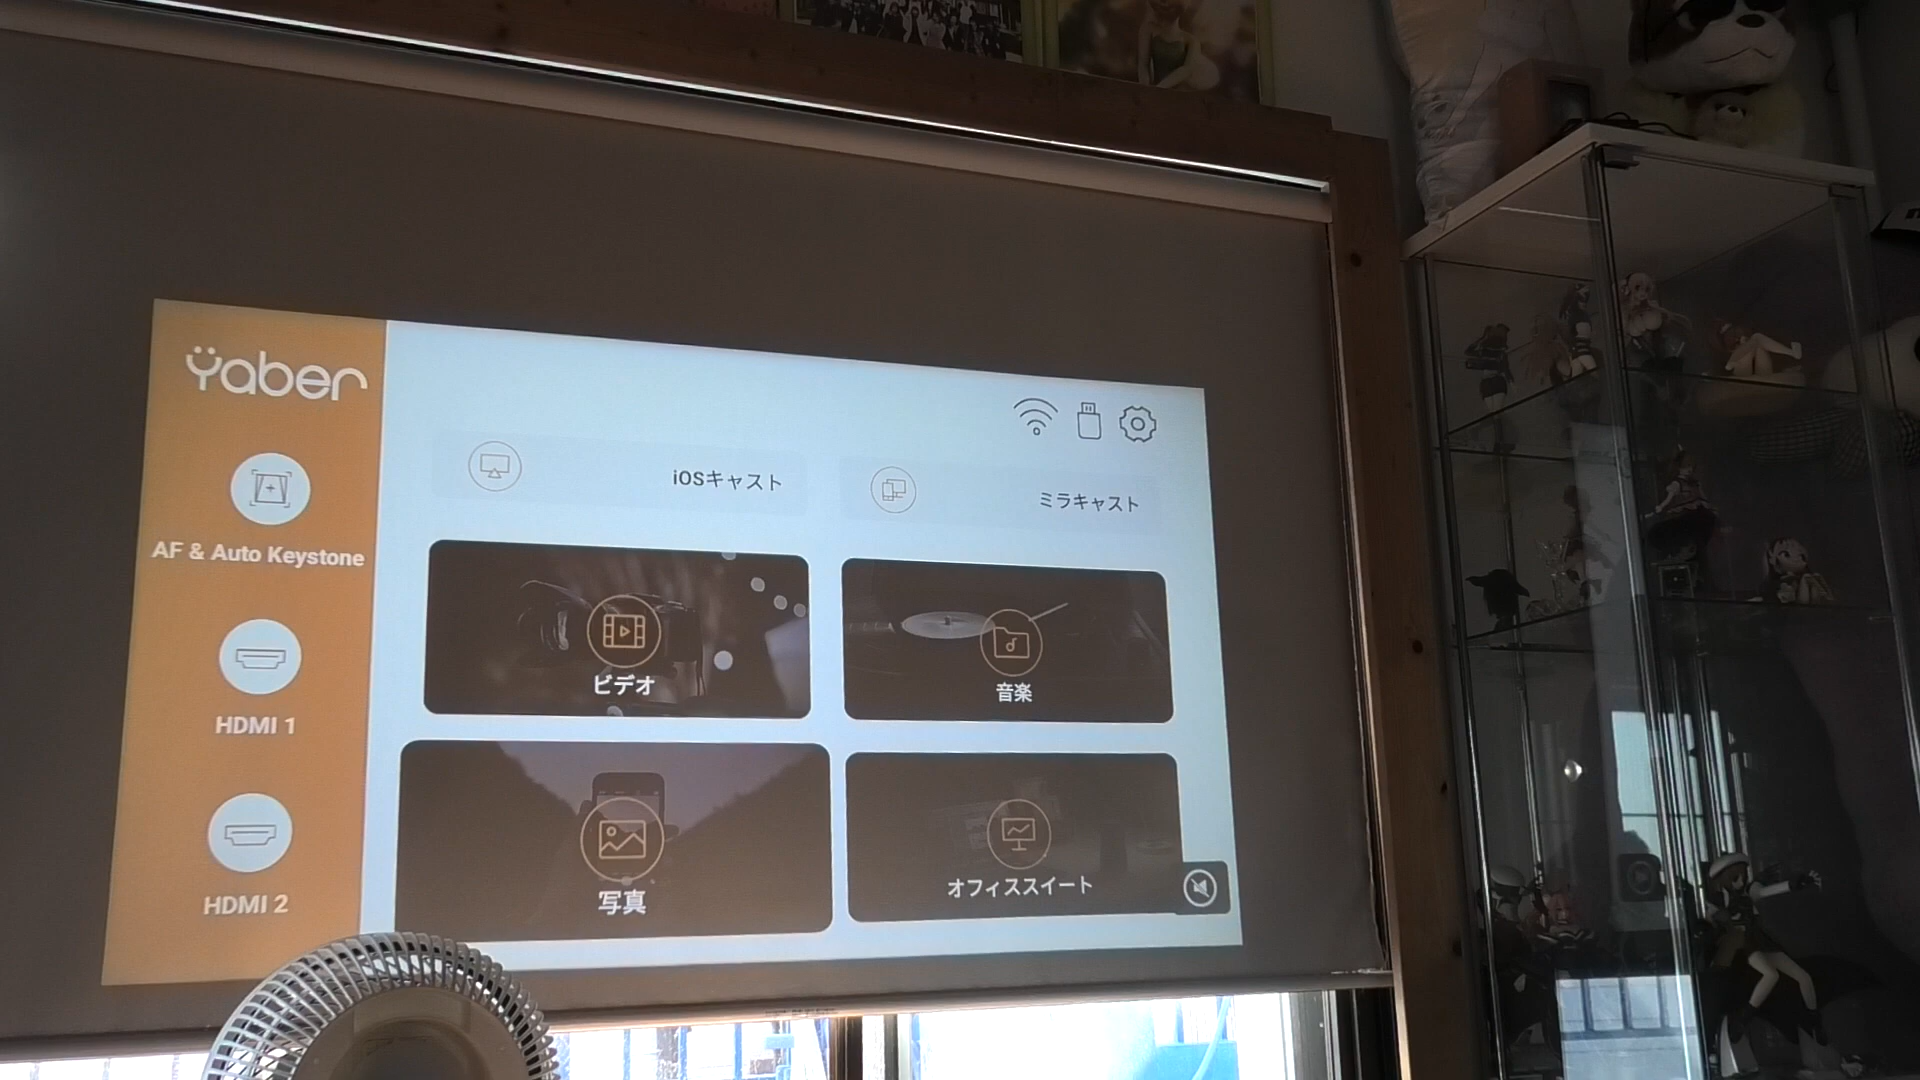 Yaber
AF & Auto Keystone
HDMI 1
HDMI 2
iOSキャスト
ミラキャスト
ビデオ
音楽
写真
オフィススイート